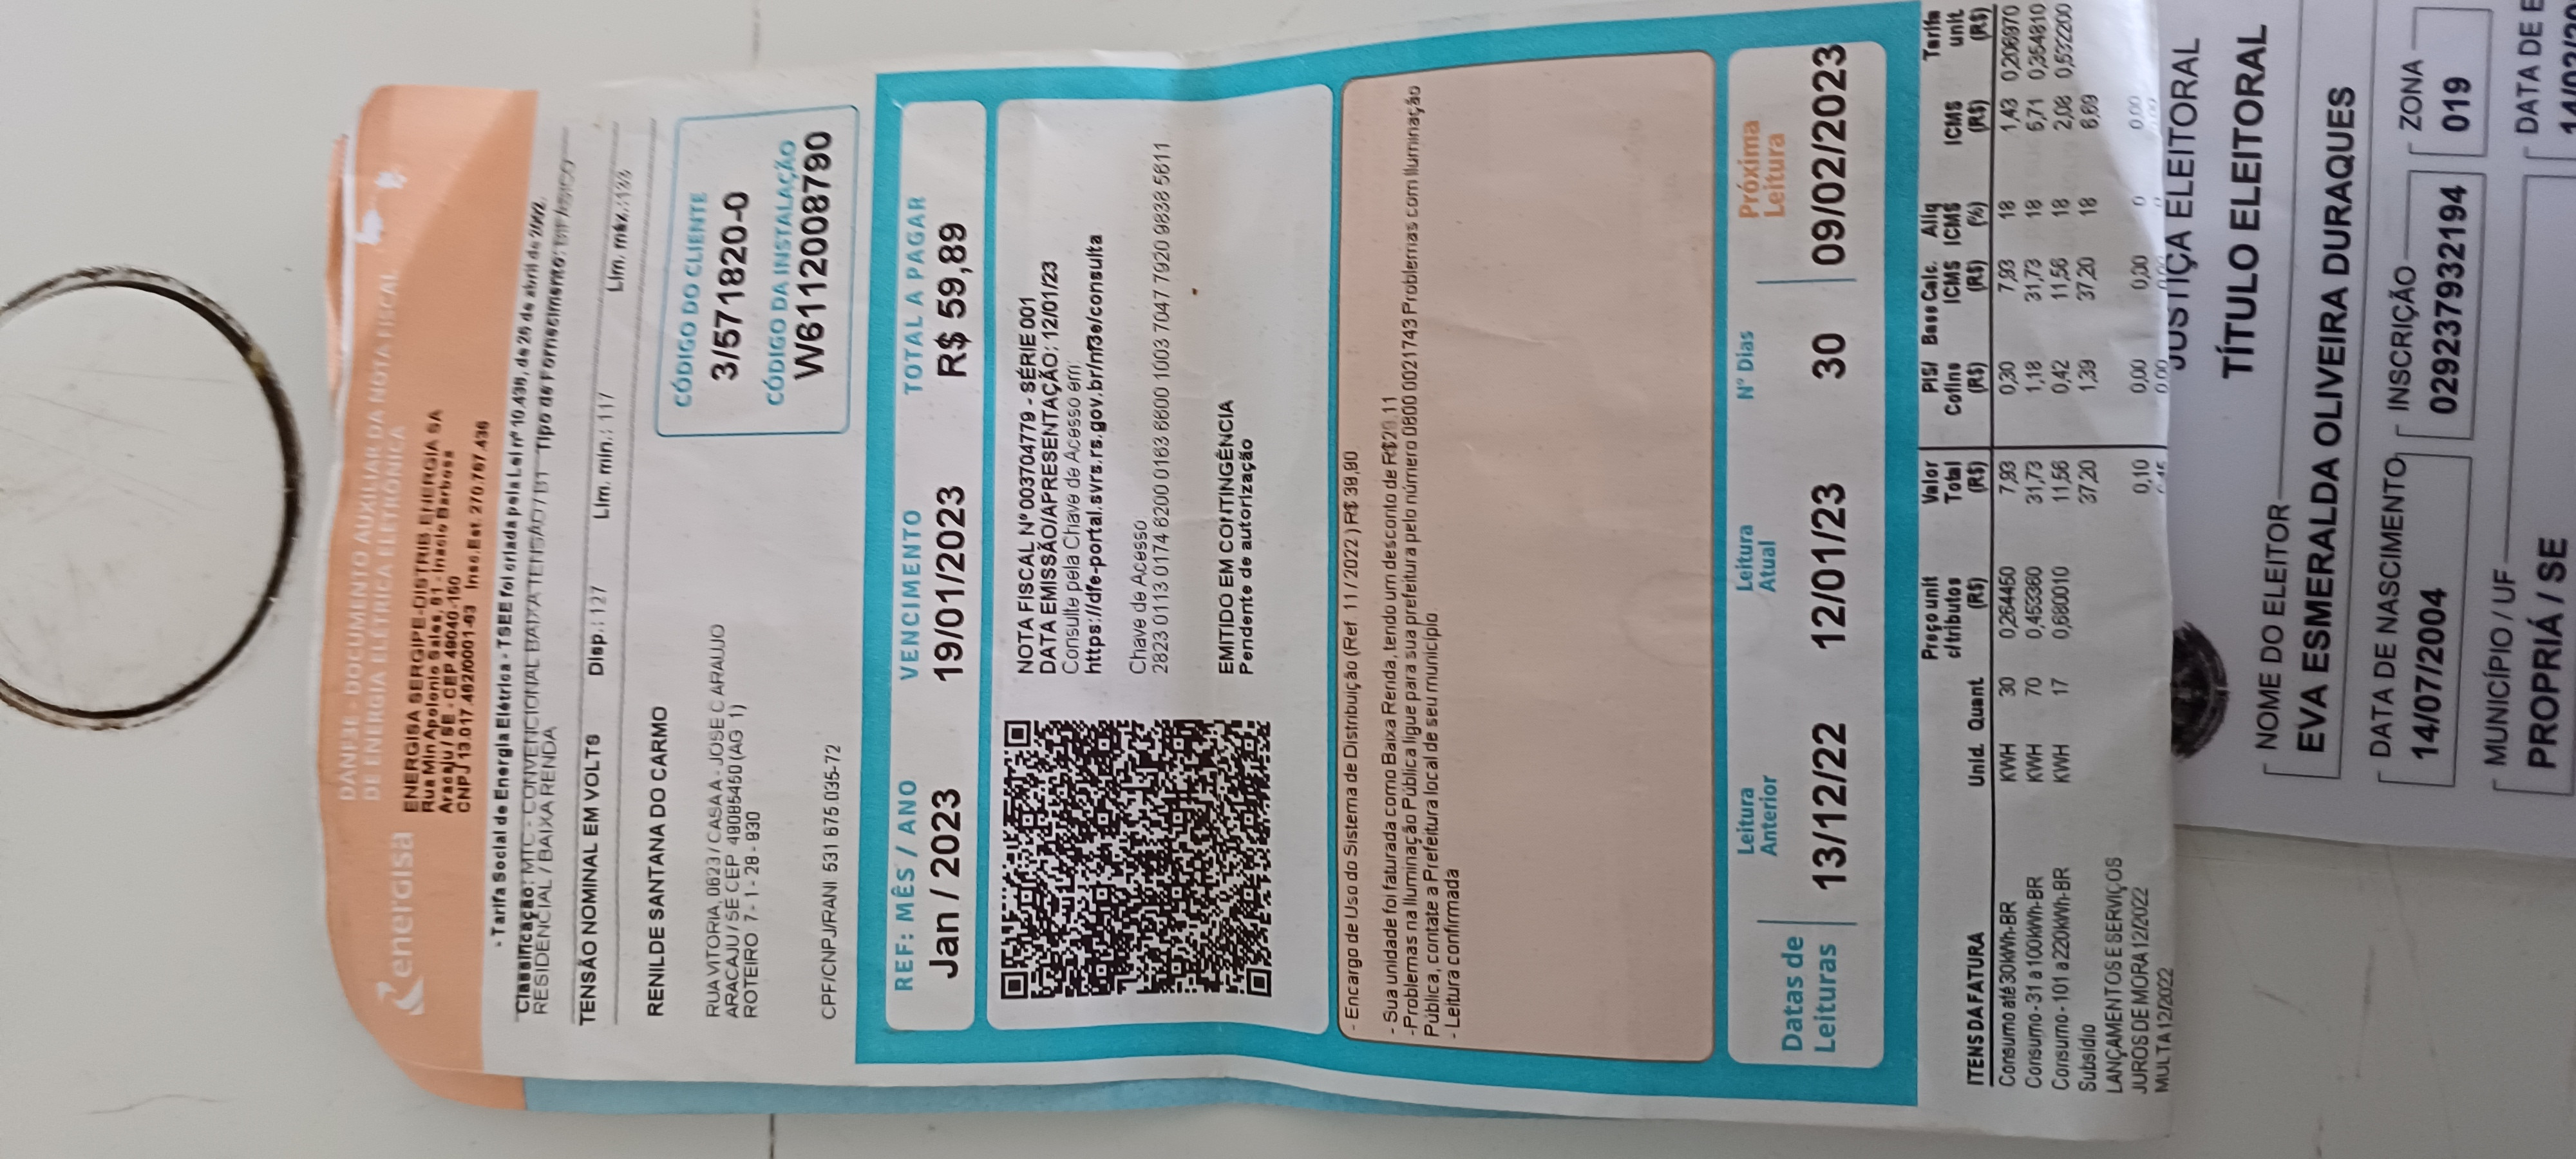 DANF3E - DOCUMENTO AUXILIAR DA NOTA FISCAL
DE ENERGIA ELÉTRICA ELETRÔNICA
energisa
ENERGISA SERGIPE-DISTRIB ENERGIA SA
Rua Min Apolonio Sales, 81 - Inacio Barbosa
Aracaju / SE - CEP 49040-150
CNPJ 13.017.462/0001-63 Insc.Est. 270.767.436
- Tarifa Social de Energia Elétrica - TSEE foi criada pela Lei nº 10.438, de 26 de abril de 2002.
Classificação: MTC - CONVENCIONAL BAIXA TENSÃO / B1 Tipo de Fornecimento:
RESIDENCIAL / BAIXA RENDA
TENSÃO NOMINAL EM VOLTS Disp.: 127 Lim. mín.: 117 Lim. máx.: 133
RENILDE SANTANA DO CARMO
RUA VITORIA, 0623 / CASA A - JOSE C ARAUJO
ARACAJU / SE CEP 49085450 (AG 1)
ROTEIRO 7 - 1 - 28 - 930
CPF/CNPJ/RANI: 531 675 035-72
CÓDIGO DO CLIENTE
3/571820-0
CÓDIGO DA INSTALAÇÃO
W61120008790
REF: MÊS / ANO VENCIMENTO TOTAL A PAGAR
Jan / 2023 19/01/2023 R$ 59,89
NOTA FISCAL Nº 003704779 - SÉRIE 001
DATA EMISSÃO/APRESENTAÇÃO: 12/01/23
Consulte pela Chave de Acesso em:
https://dfe-portal.svrs.rs.gov.br/nf3e/consulta
Chave de Acesso
2823 0113 0174 6200 0163 6600 1003 7047 7920 9838 5611
EMITIDO EM CONTINGÊNCIA
Pendente de autorização
- Encargo de Uso do Sistema de Distribuição (Ref 11 / 2022 ) R$ 39,90
- Sua unidade foi faturada como Baixa Renda, tendo um desconto de R$29.11
-Problemas na Iluminação Pública ligue para sua prefeitura pelo número 0800 0021743 Problemas com Iluminação
Pública, contate a Prefeitura local de seu município.
- Leitura confirmada
Datas de Leituras Leitura Anterior Leitura Atual Nº Dias Próxima Leitura
13/12/22 12/01/23 30 09/02/2023
ITENS DA FATURA Unid. Quant. Preço unit c/tributos (R$) Valor Total (R$) PIS/ Cofins (R$) Base Calc. ICMS (R$) Alíq ICMS (%) ICMS (R$) Tarifa unit. (R$)
Consumo até 30kWh-BR KWH 30 0,264450 7,93 0,30 7,93 18 1,43 0,206970
Consumo - 31 a 100kWh-BR KWH 70 0,453360 31,73 1,18 31,73 18 5,71 0,354810
Consumo - 101 a 220kWh-BR KWH 17 0,680010 11,56 0,42 11,56 18 2,08 0,532200
Subsídio 37,20 1,39 37,20 18 6,69
LANÇAMENTOS E SERVIÇOS
JUROS DE MORA 12/2022 0,10 0,00 0,00 0 0,00
MULTA 12/2022
JUSTIÇA ELEITORAL
TÍTULO ELEITORAL
NOME DO ELEITOR
EVA ESMERALDA OLIVEIRA DURAQUES
DATA DE NASCIMENTO INSCRIÇÃO ZONA
14/07/2004 029237932194 019
MUNICÍPIO / UF DATA DE E
PROPRIÁ / SE